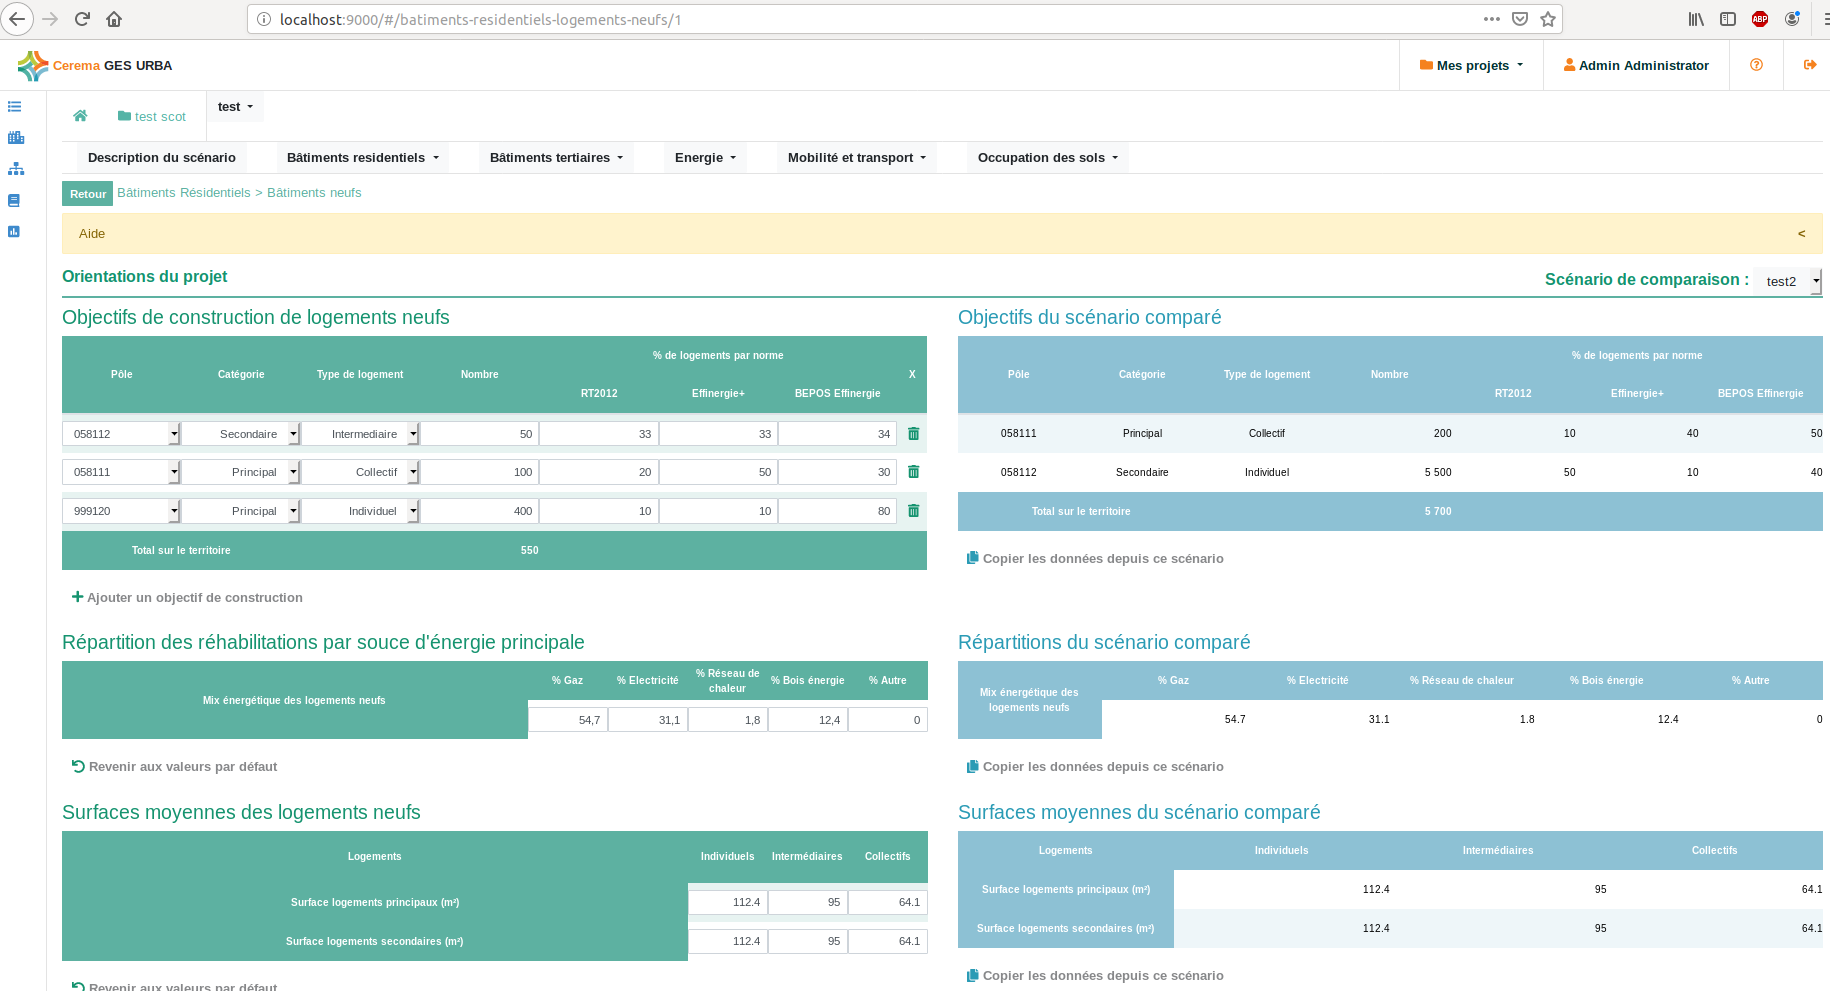 localhost:9000/#/batiments-residentiels-logements-neufs/1
ABP
Cerema GES URBA
Mes projets
Admin Administrator
test scot
test
Description du scénario
Bâtiments residentiels
Bâtiments tertiaires
Energie
Mobilité et transport
Occupation des sols
Retour
Bâtiments Résidentiels > Bâtiments neufs
Aide <
Orientations du projet
Scénario de comparaison : test2
Objectifs de construction de logements neufs
Pôle Catégorie Type de logement Nombre % de logements par norme X
RT2012 Effinergie+ BEPOS Effinergie
058112 Secondaire Intermediaire 50 33 33 34
058111 Principal Collectif 100 20 50 30
999120 Principal Individuel 400 10 10 80
Total sur le territoire 550
Ajouter un objectif de construction
Objectifs du scénario comparé
Pôle Catégorie Type de logement Nombre % de logements par norme
RT2012 Effinergie+ BEPOS Effinergie
058111 Principal Collectif 200 10 40 50
058112 Secondaire Individuel 5 500 50 10 40
Total sur le territoire 5 700
Copier les données depuis ce scénario
Répartition des réhabilitations par souce d'énergie principale
Mix énergétique des logements neufs
% Gaz % Electricité % Réseau de chaleur % Bois énergie % Autre
54,7 31,1 1,8 12,4 0
Revenir aux valeurs par défaut
Répartitions du scénario comparé
Mix énergétique des
logements neufs
% Gaz % Electricité % Réseau de chaleur % Bois énergie % Autre
54.7 31.1 1.8 12.4 0
Copier les données depuis ce scénario
Surfaces moyennes des logements neufs
Logements Individuels Intermédiaires Collectifs
Surface logements principaux (m²) 112.4 95 64.1
Surface logements secondaires (m²) 112.4 95 64.1
Revenir aux valeurs par défaut
Surfaces moyennes du scénario comparé
Logements Individuels Intermédiaires Collectifs
Surface logements principaux (m²) 112.4 95 64.1
Surface logements secondaires (m²) 112.4 95 64.1
Copier les données depuis ce scénario